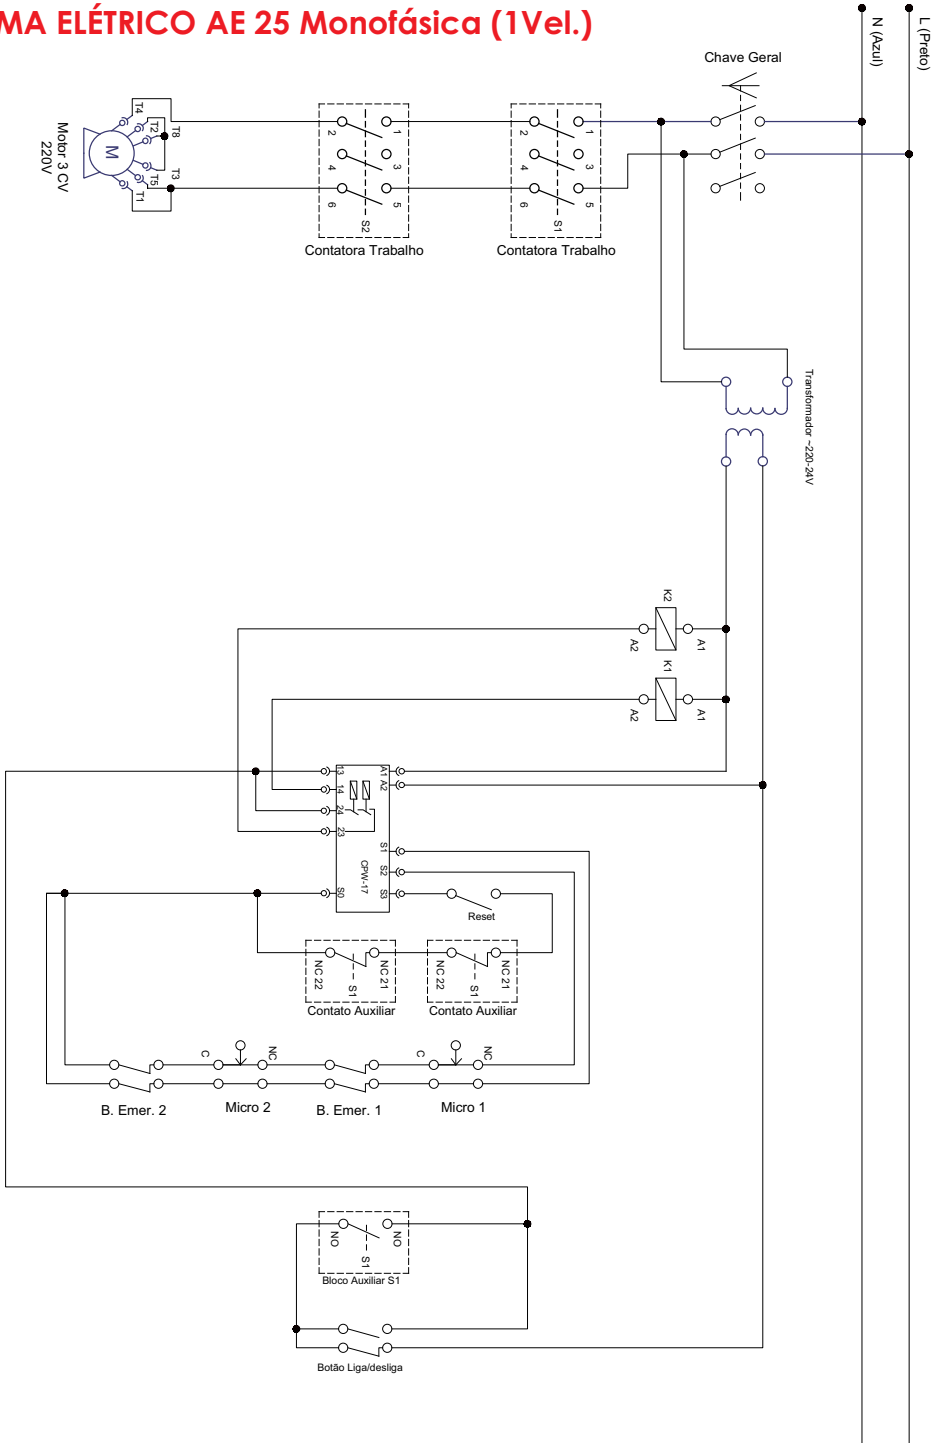 MA ELÉTRICO AE 25 Monofásica (1Vel.)
N (Azul)
L (Preto)
Chave Geral
T4
T2
T8
T3
T5
T1
M
Motor 3 CV
220V
1
2
3
4
5
6
S2
Contatora Trabalho
1
2
3
4
5
6
S1
Contatora Trabalho
Transformador ~220-24V
K2
A2
A1
K1
A2
A1
13
14
24
23
S0
A1
A2
S1
S2
S3
CPW-17
Reset
NC 22
NC 21
S1
Contato Auxiliar
NC 22
NC 21
S1
Contato Auxiliar
C
NC
C
NC
B. Emer. 2
Micro 2
B. Emer. 1
Micro 1
NO
NO
S1
Bloco Auxiliar S1
Botão Liga/desliga